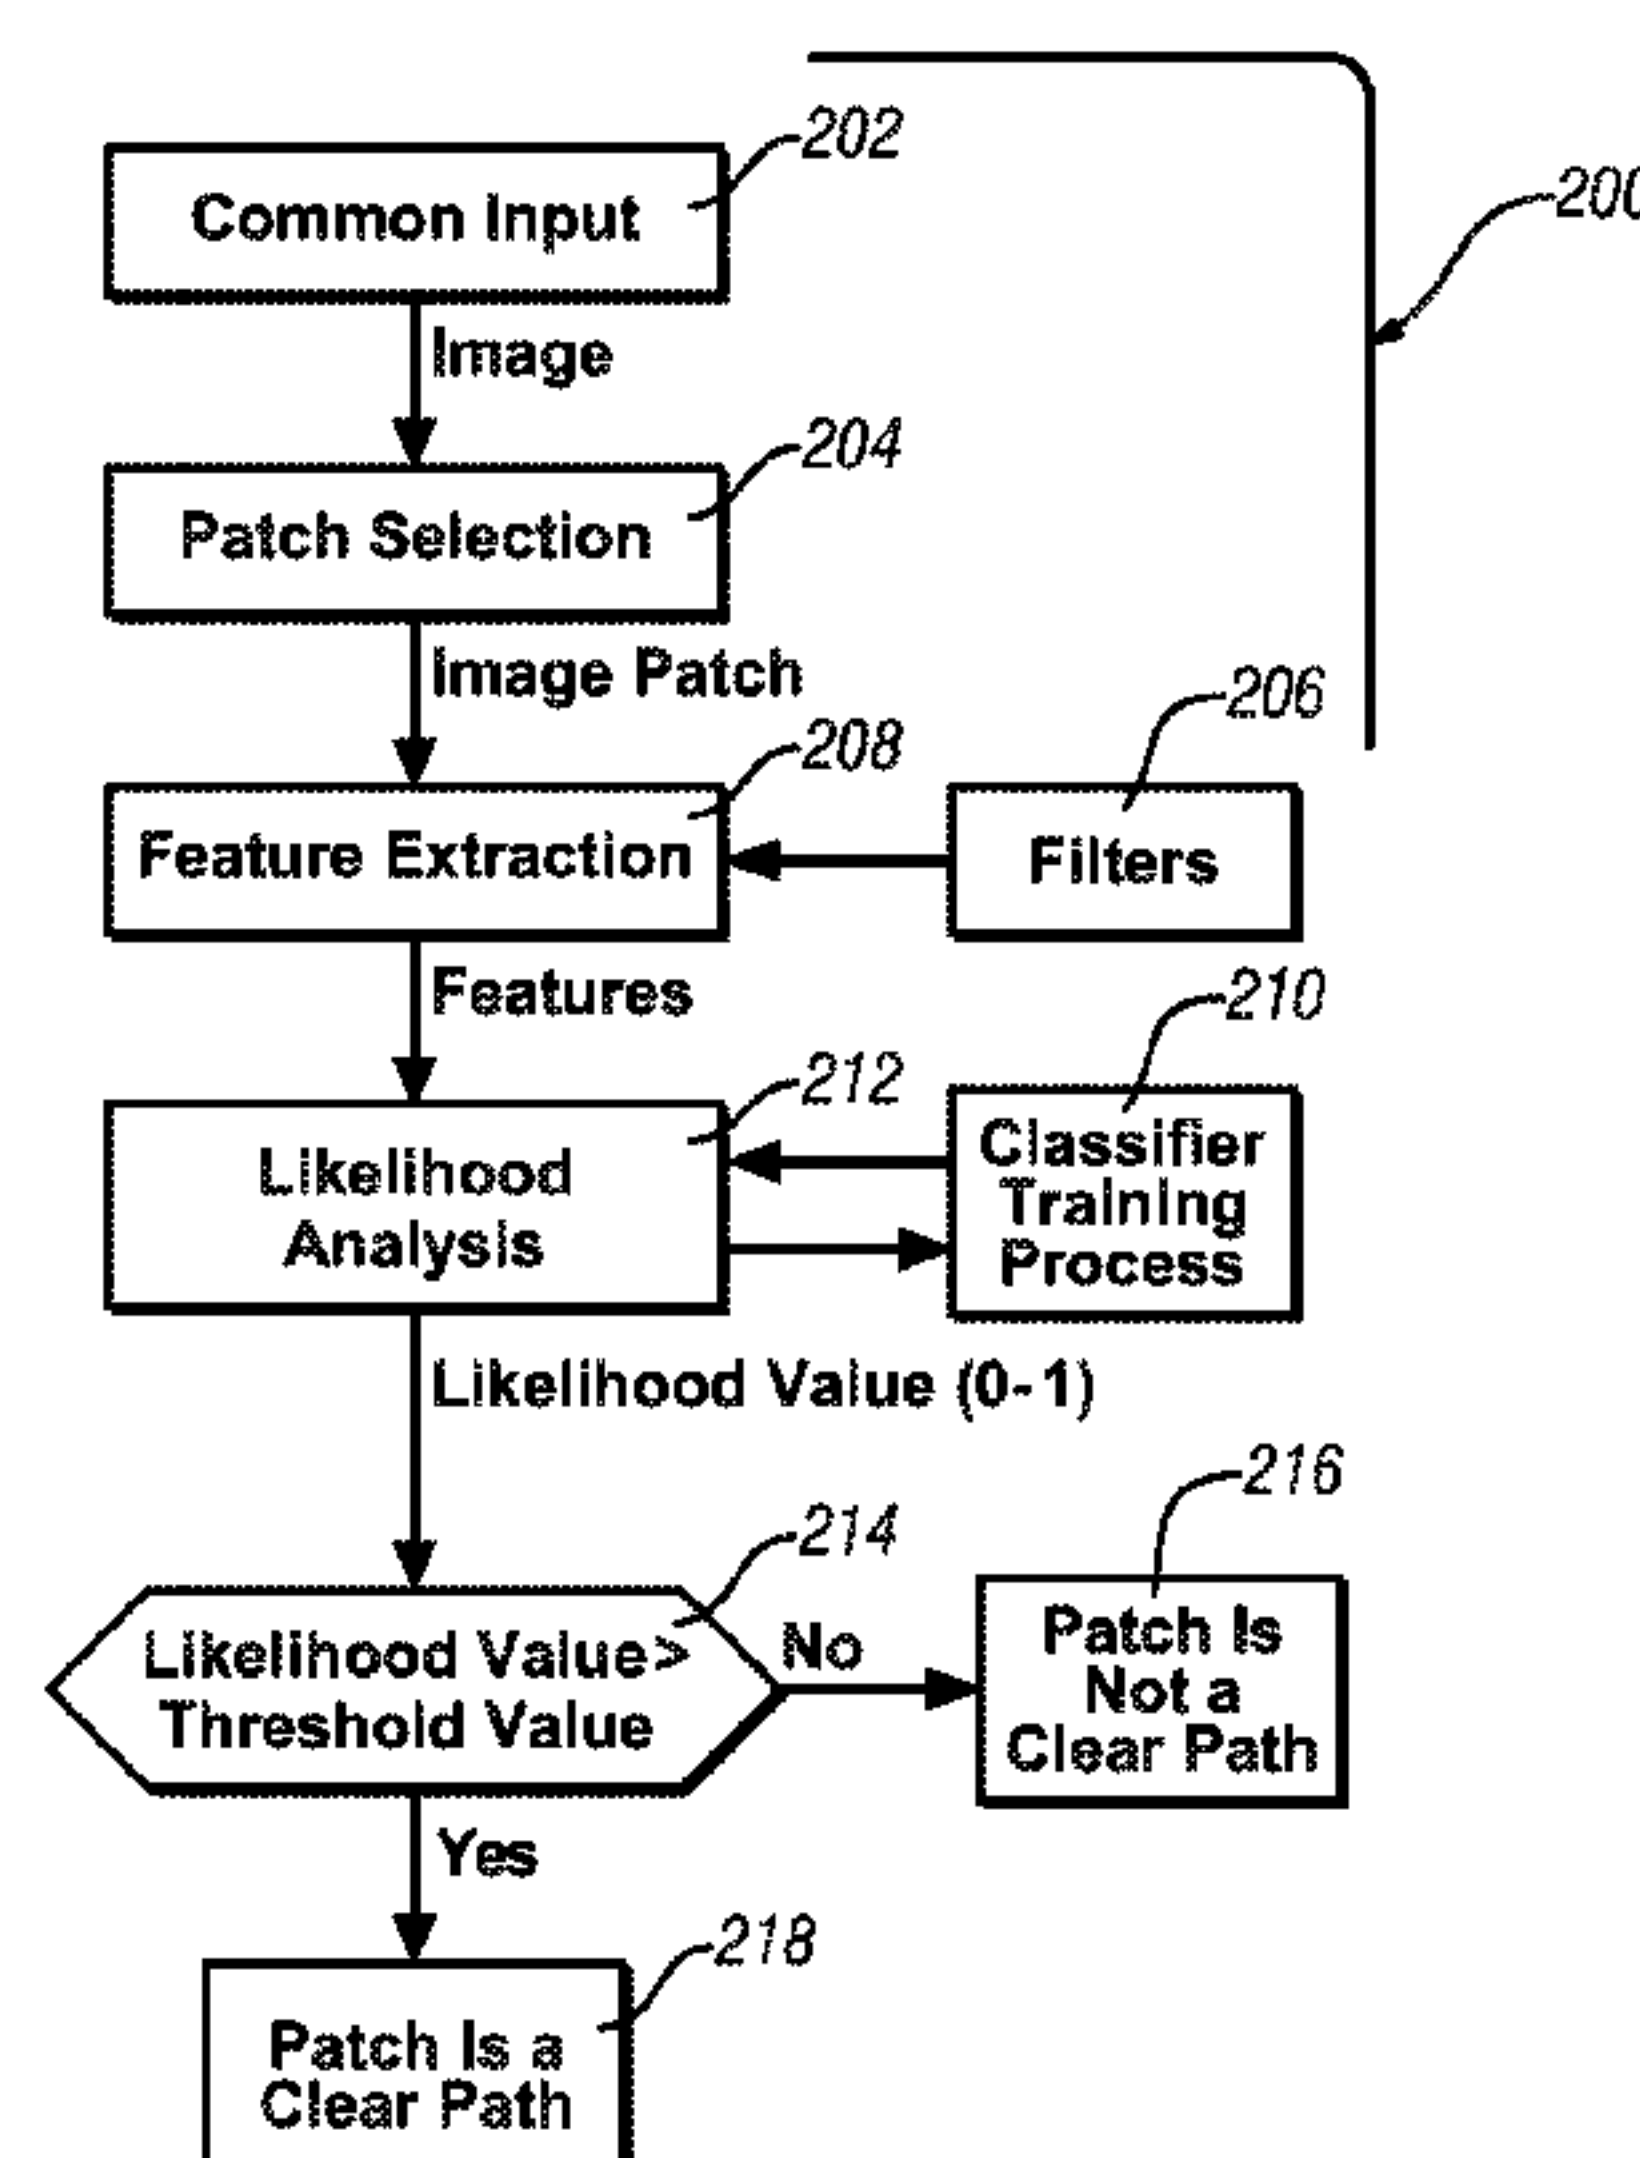 202
Common Input
200
Image
204
Patch Selection
Image Patch
206
208
Feature Extraction
Filters
Features
210
212
Likelihood
Analysis
Classifier
Training
Process
Likelihood Value (0-1)
216
214
Likelihood Value>
Threshold Value
No
Patch Is
Not a
Clear Path
Yes
218
Patch Is a
Clear Path